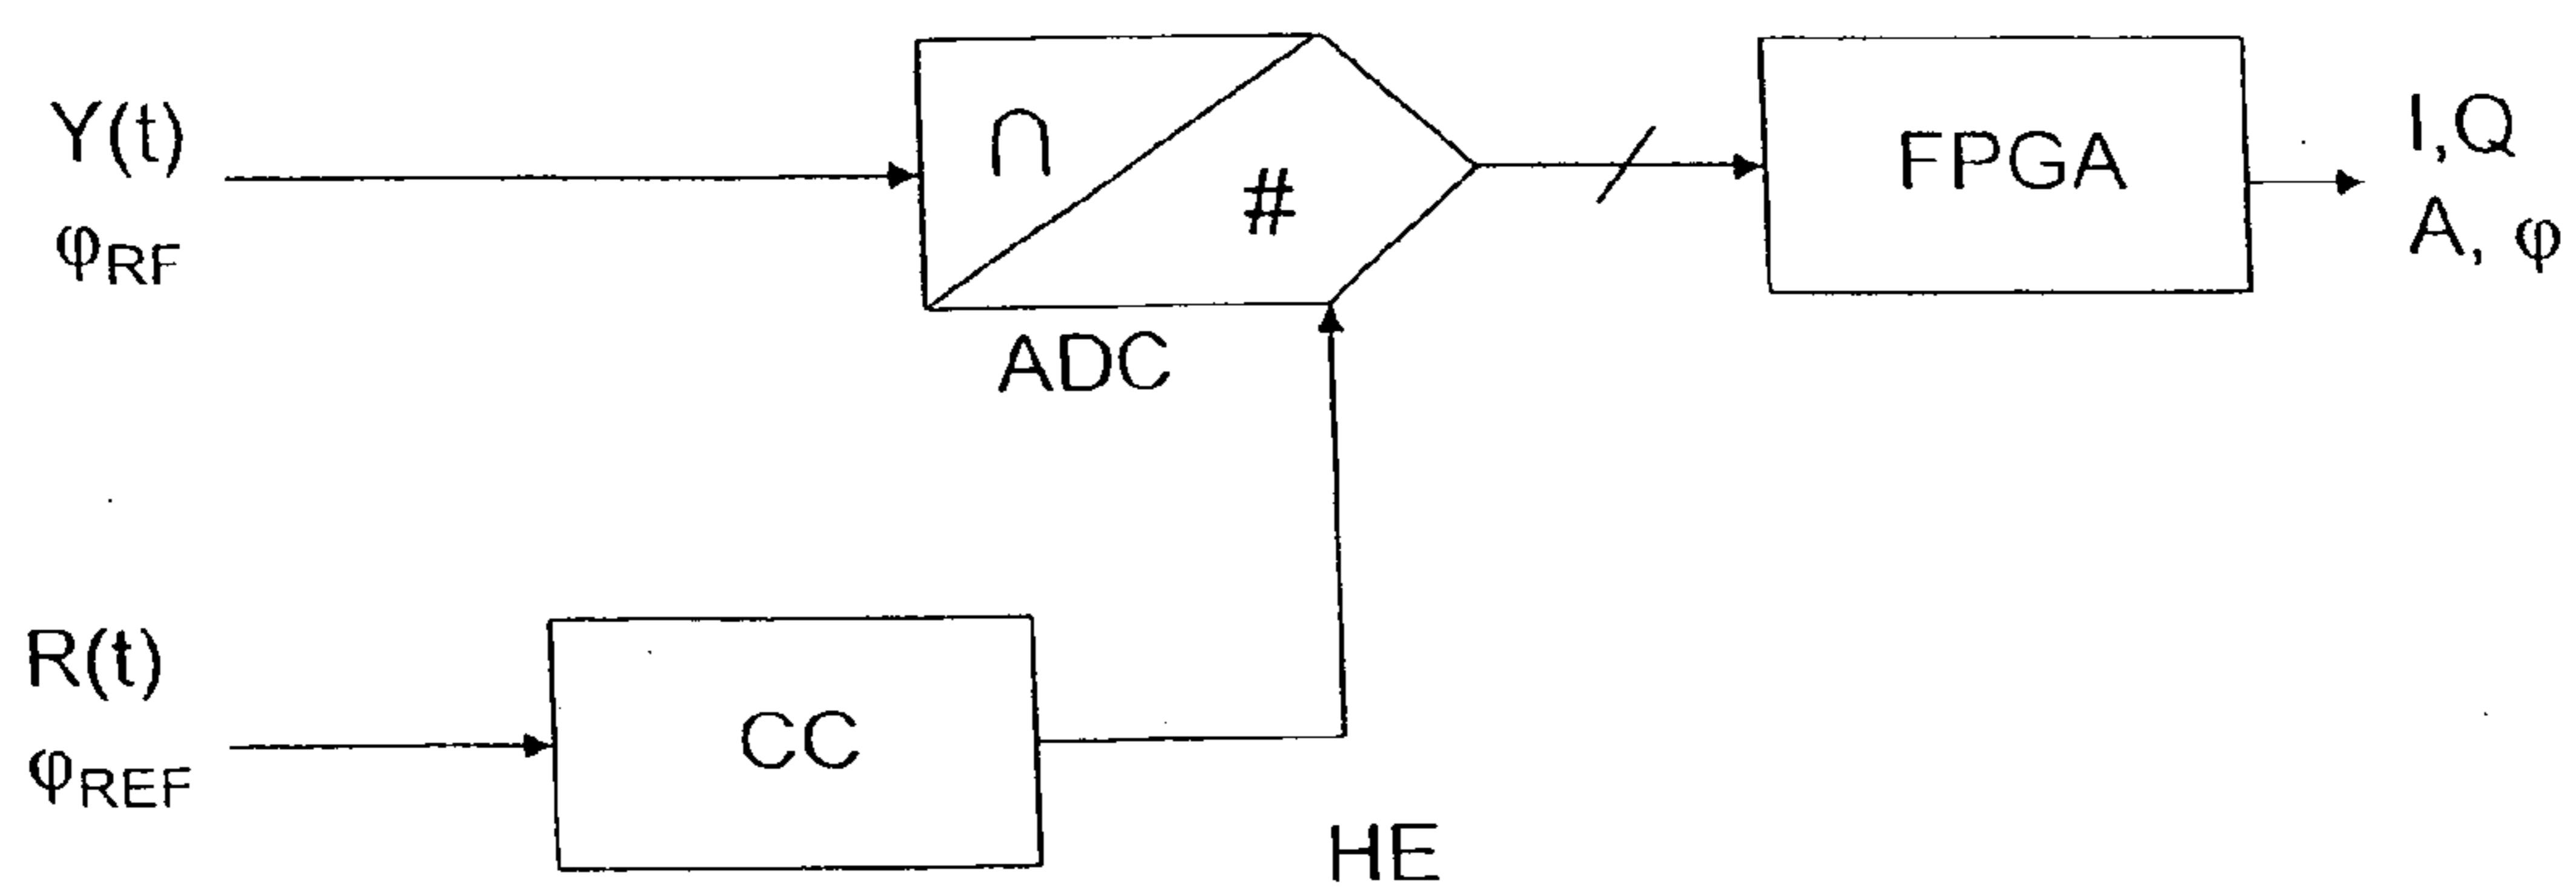 Y(t)
φRF
∩
#
ADC
FPGA
I,Q
A, φ
R(t)
φREF
CC
HE